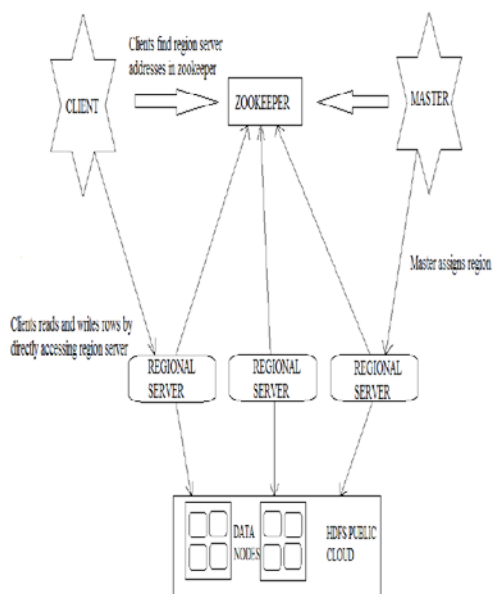 Clients find region server
addresses in zookeeper
CLIENT
ZOOKEEPER
MASTER
Master assigns region
Clients reads and writes rows by
directly accessing region server
REGIONAL
SERVER
REGIONAL
SERVER
REGIONAL
SERVER
DATA
NODES
HDFS PUBLIC
CLOUD